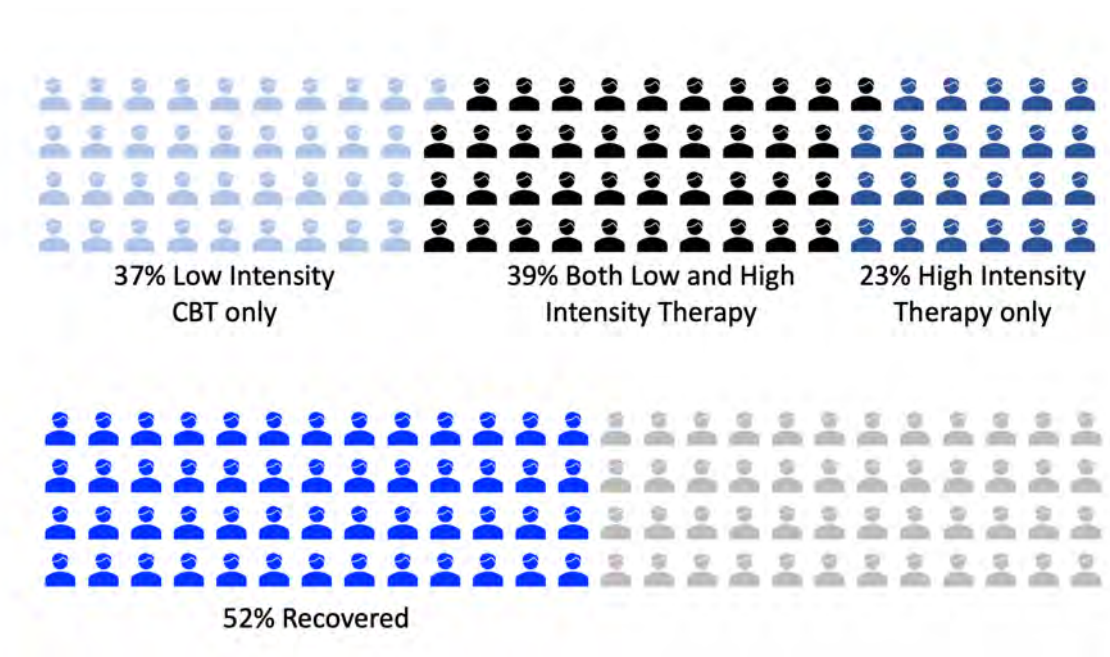 37% Low Intensity
CBT only
39% Both Low and High
Intensity Therapy
23% High Intensity
Therapy only
52% Recovered